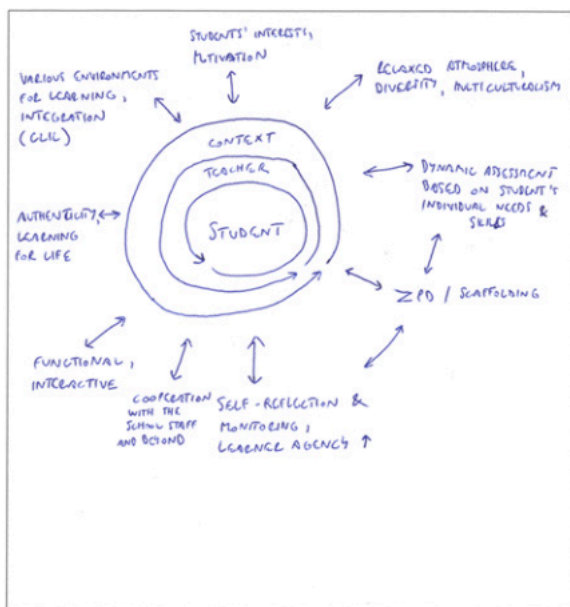 STUDENTS' INTERESTS,
MOTIVATION
VARIOUS ENVIRONMENTS
FOR LEARNING,
INTEGRATION
(CLIL)
RELAXED ATMOSPHERE,
DIVERSITY, MULTICULTURALISM
CONTEXT
TEACHER
STUDENT
DYNAMIC ASSESSMENT
BASED ON STUDENT'S
INDIVIDUAL NEEDS &
SKILLS
AUTHENTICITY,
LEARNING
FOR LIFE
ZPD / SCAFFOLDING
FUNCTIONAL,
INTERACTIVE
COOPERATION
WITH THE
SCHOOL STAFF
AND BEYOND
SELF-REFLECTION &
MONITORING,
LEARNER AGENCY ↑